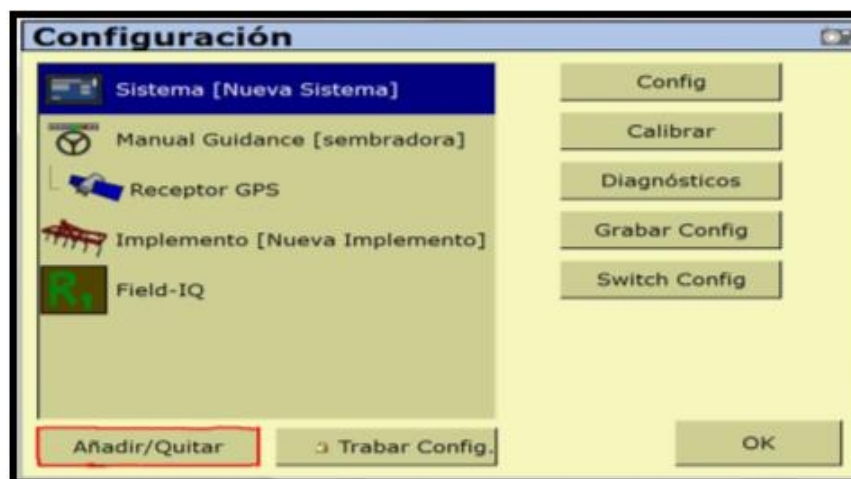 Configuración
Sistema [Nueva Sistema]
Manual Guidance [sembradora]
Receptor GPS
Implemento [Nueva Implemento]
R1 Field-IQ
Config
Calibrar
Diagnósticos
Grabar Config
Switch Config
Añadir/Quitar
Trabar Config.
OK